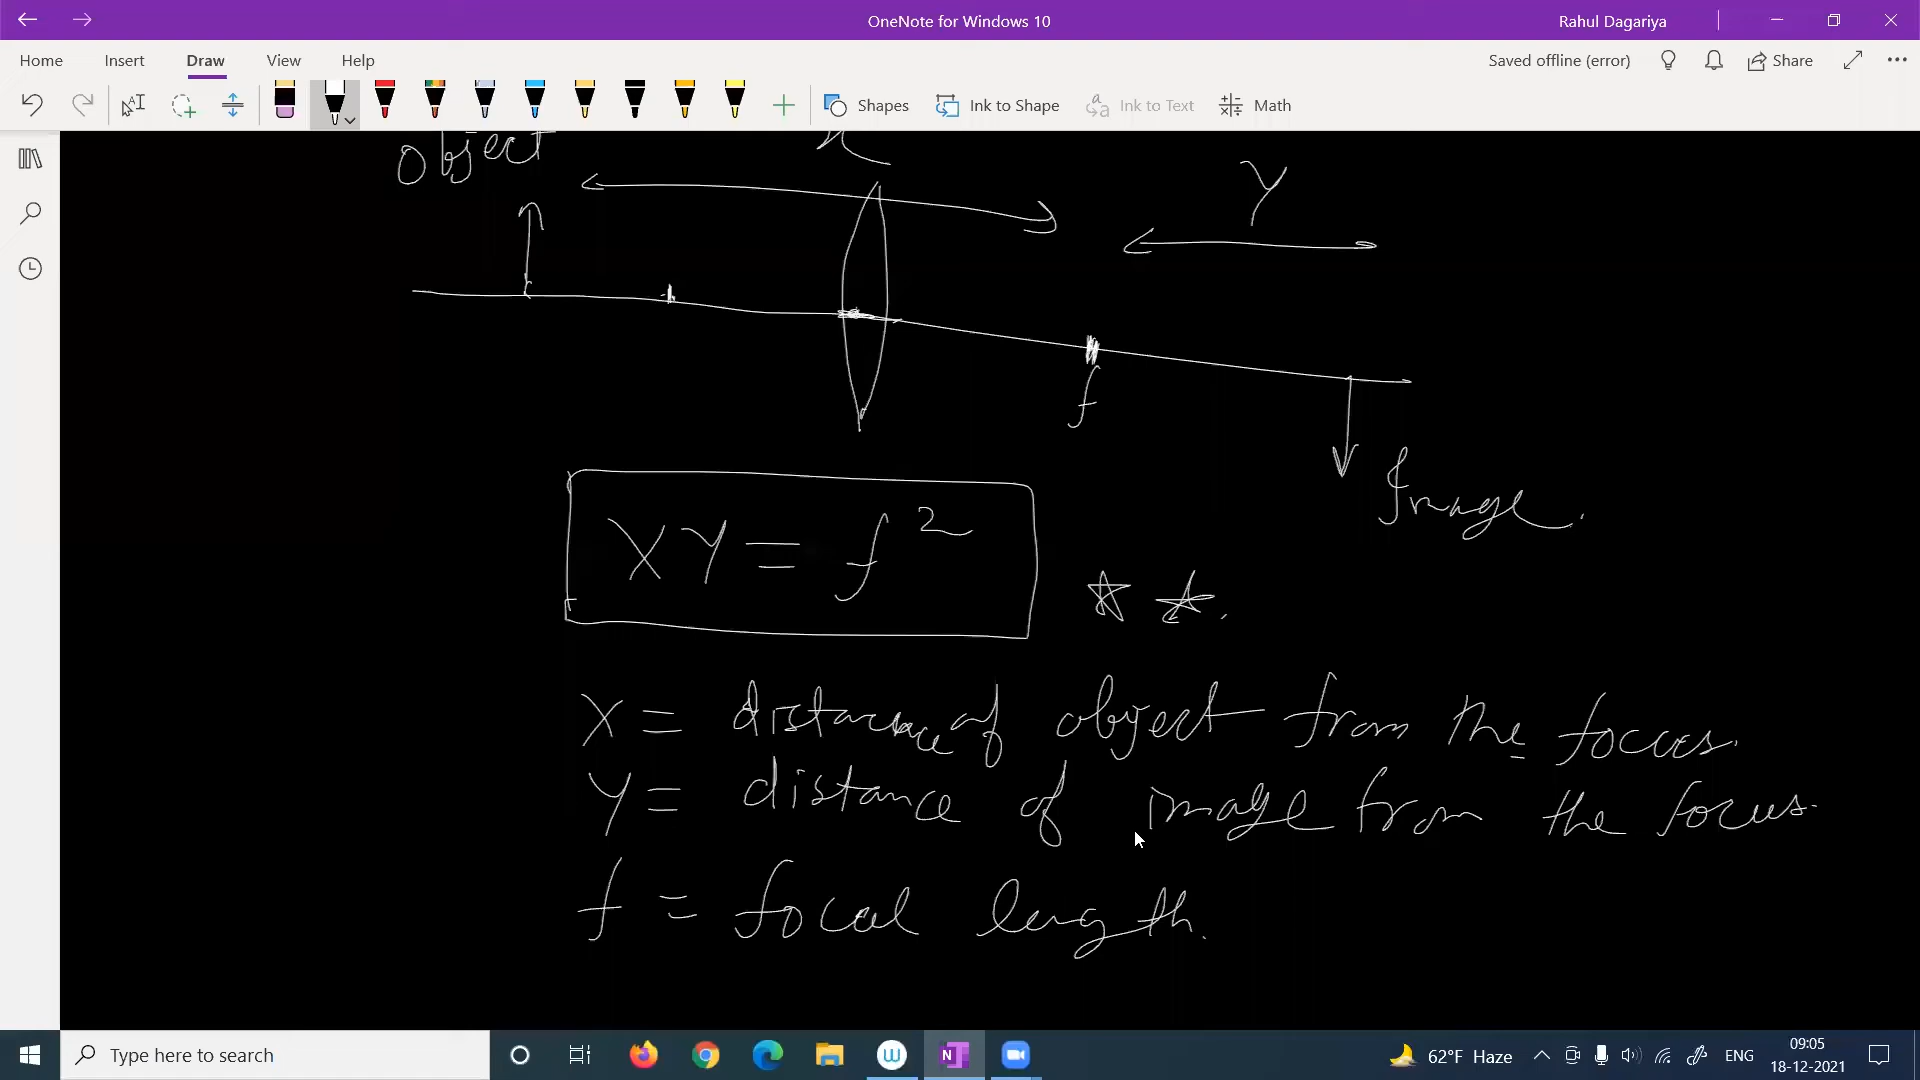 OneNote for Windows 10
Rahul Dagariya
Home Insert Draw View Help
Saved offline (error)
Share
Shapes
Ink to Shape
Ink to Text
Math
Object
x
Y
f
Image.
XY = f²
X = distance of object from the focus.
Y = distance of image from the focus.
f = focal length.
Type here to search
62°F Haze
ENG
09:05
18-12-2021